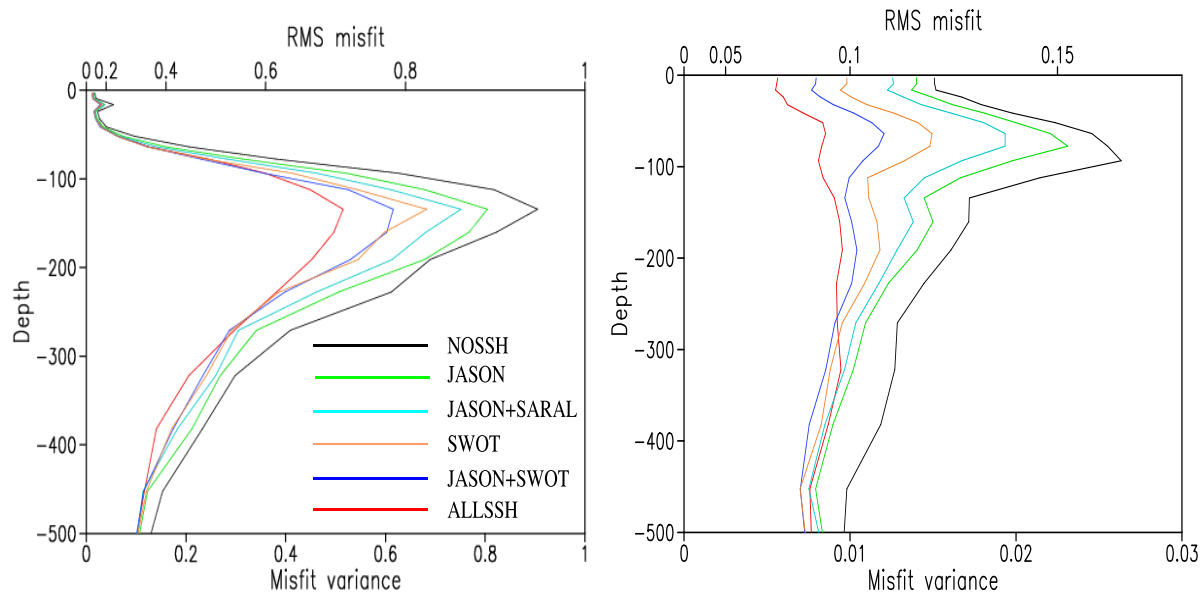 RMS misfit
0 0.2 0.4 0.6 0.8 1
0
-100
-200
-300
-400
-500
Depth
0 0.2 0.4 0.6 0.8 1
Misfit variance
NOSSH
JASON
JASON+SARAL
SWOT
JASON+SWOT
ALLSSH
RMS misfit
0 0.05 0.1 0.15
0
-100
-200
-300
-400
-500
Depth
0 0.01 0.02 0.03
Misfit variance